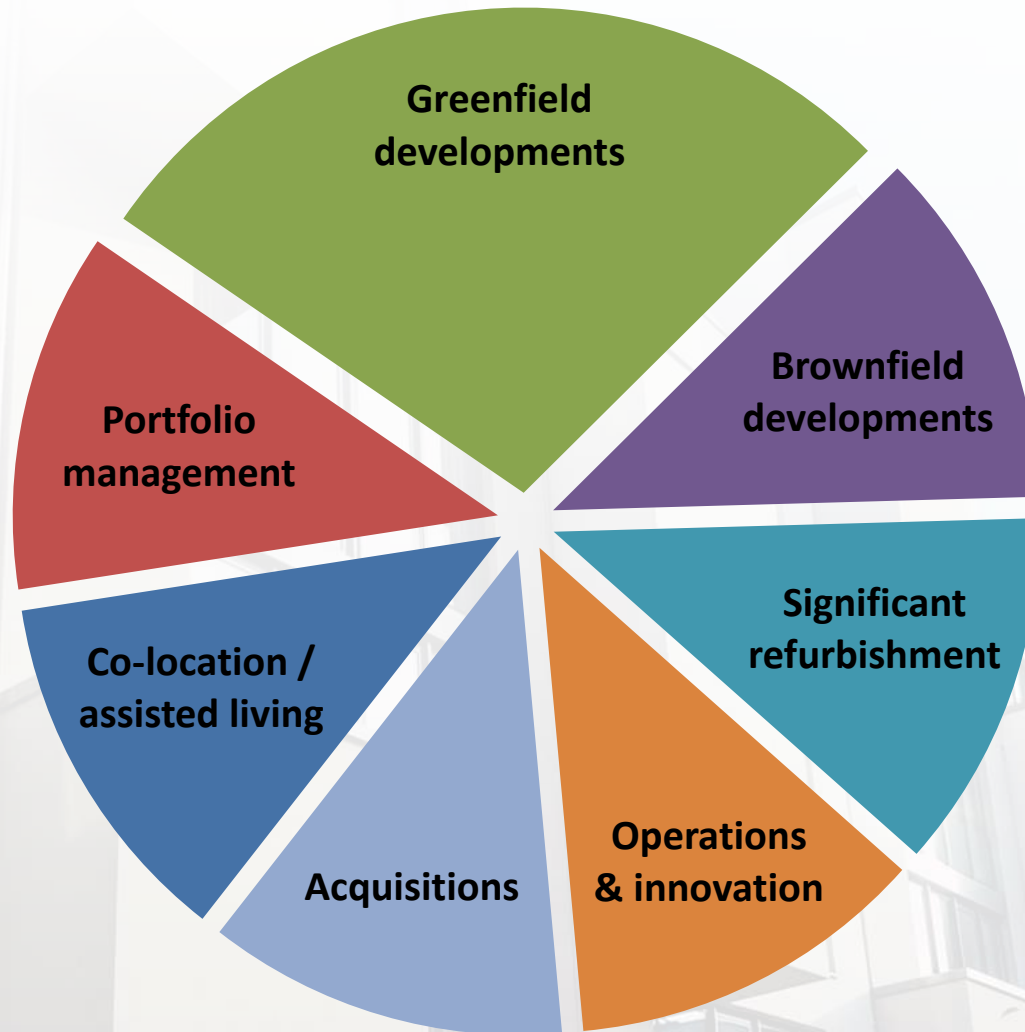 Greenfield
developments
Brownfield
developments
Significant
refurbishment
Operations
& innovation
Acquisitions
Co-location /
assisted living
Portfolio
management